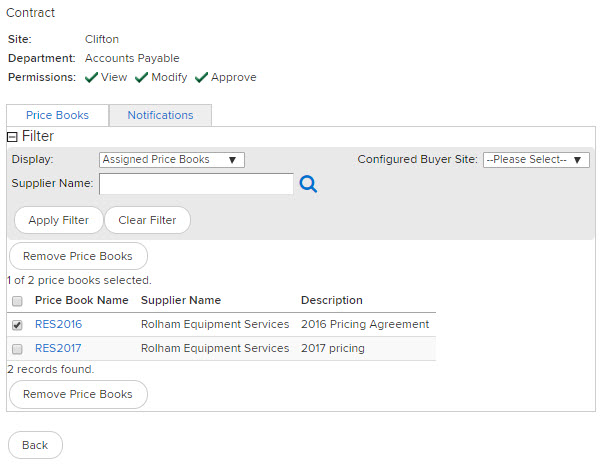 Contract
Site: Clifton
Department: Accounts Payable
Permissions: View Modify Approve
Price Books Notifications
Filter
Display: Assigned Price Books Configured Buyer Site: --Please Select--
Supplier Name:
Apply Filter Clear Filter
Remove Price Books
1 of 2 price books selected.
Price Book Name Supplier Name Description
RES2016 Rolham Equipment Services 2016 Pricing Agreement
RES2017 Rolham Equipment Services 2017 pricing
2 records found.
Remove Price Books
Back